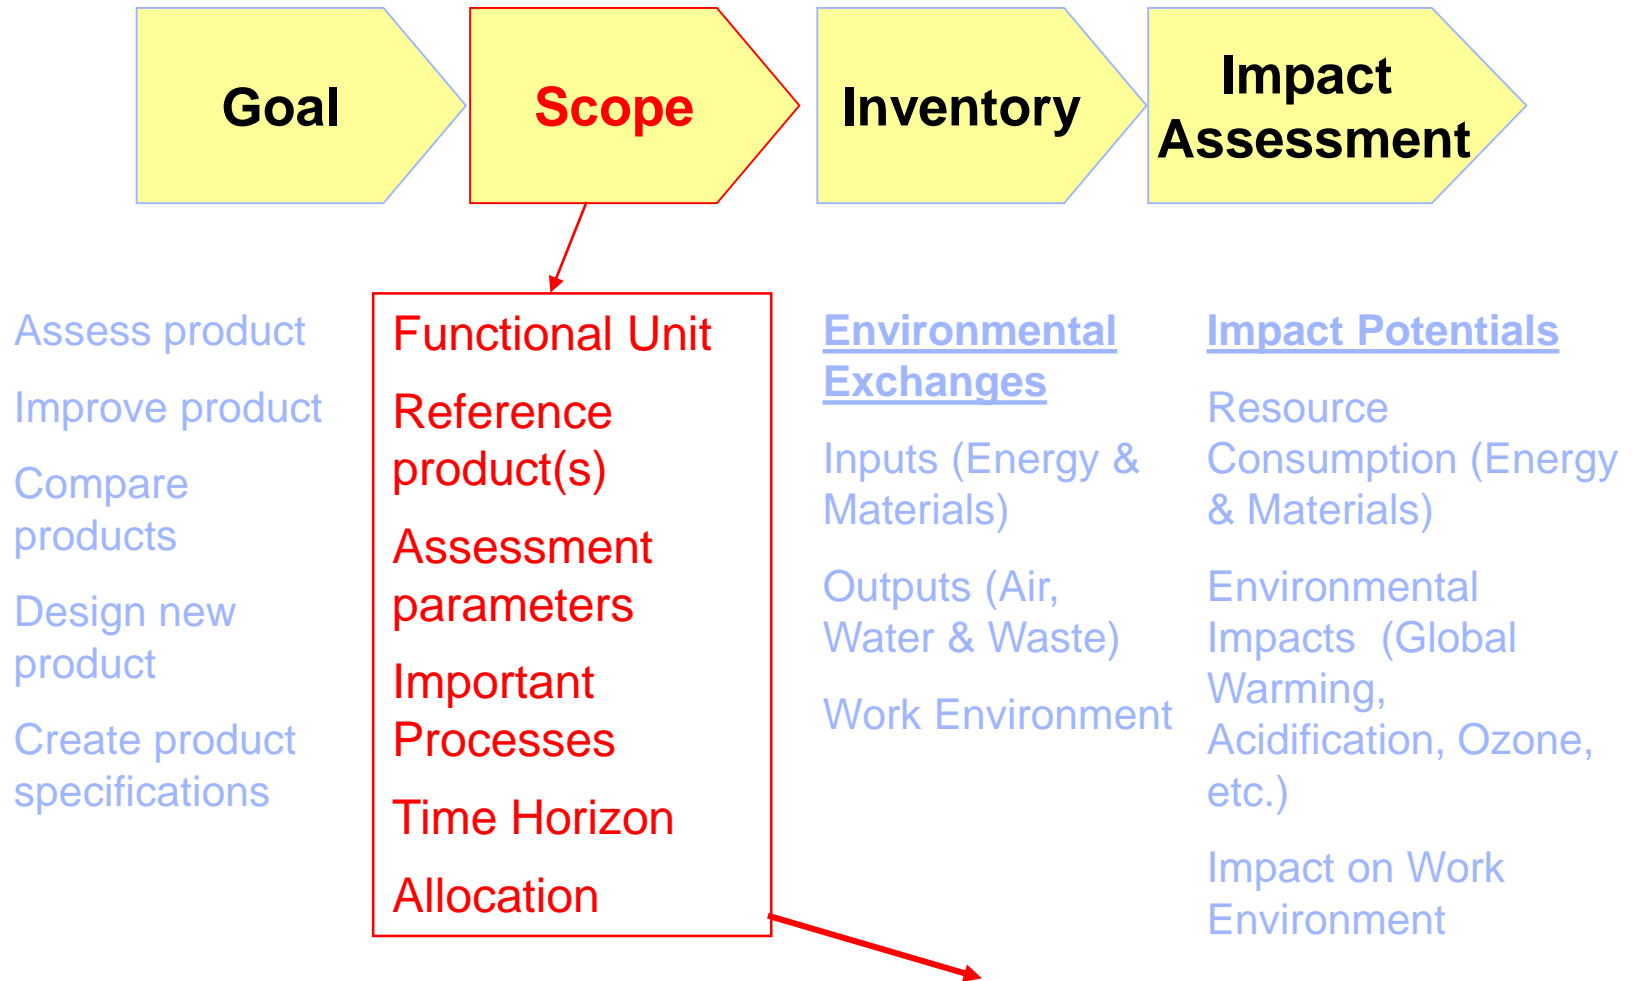 Goal
Scope
Inventory
Impact
Assessment
Assess product
Improve product
Compare
products
Design new
product
Create product
specifications
Functional Unit
Reference
product(s)
Assessment
parameters
Important
Processes
Time Horizon
Allocation
Environmental
Exchanges
Inputs (Energy &
Materials)
Outputs (Air,
Water & Waste)
Work Environment
Impact Potentials
Resource
Consumption (Energy
& Materials)
Environmental
Impacts (Global
Warming,
Acidification, Ozone,
etc.)
Impact on Work
Environment